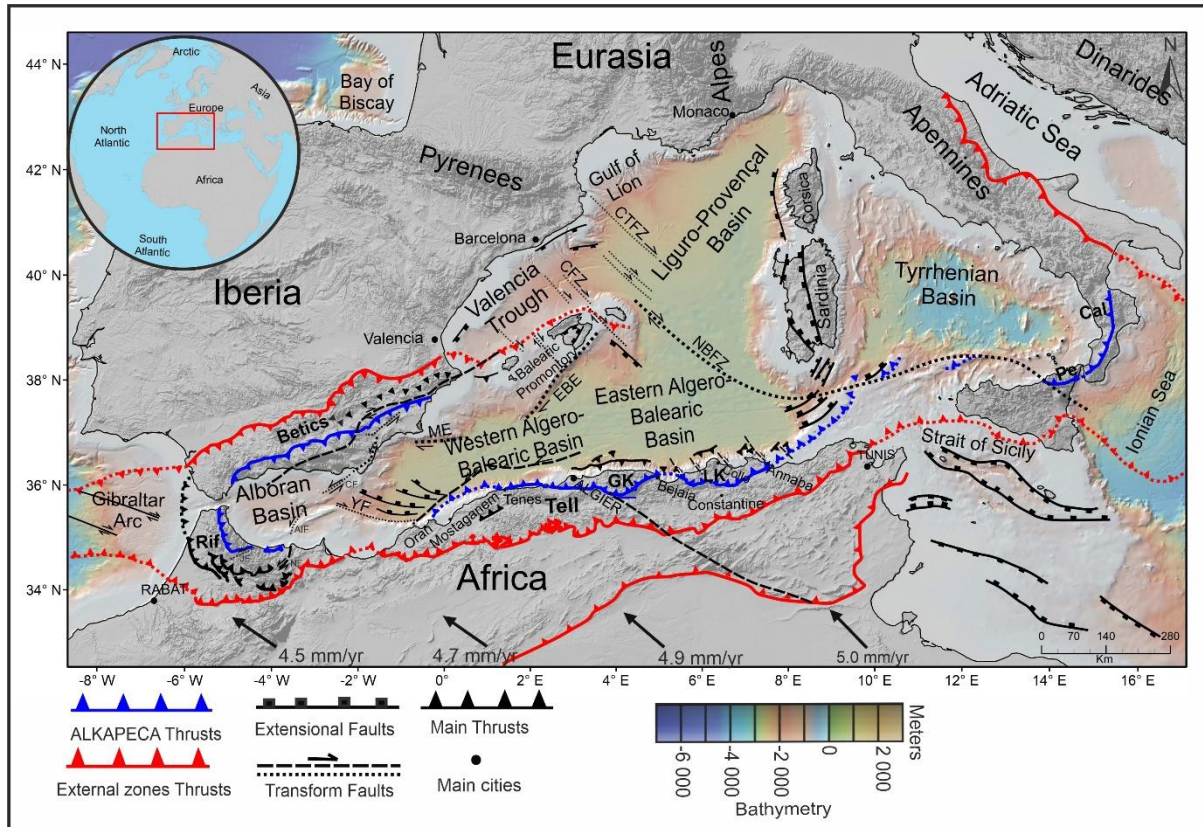 Arctic
Asia
Europe
North
Atlantic
Africa
South
Atlantic
44° N
42° N
40° N
38° N
36° N
34° N
Bay of
Biscay
Eurasia
Alpes
Dinarides
N
Monaco
Adriatic Sea
Apennines
Pyrenees
Gulf of
Lion
CTFZ
Liguro-Provençal
Basin
Corsica
Barcelona
Iberia
Valencia
Trough
CFZ
Sardinia
Tyrrhenian
Basin
Cal
Valencia
Balearic
Promontory
NBFZ
EBE
Pe
Ionian Sea
Betics
ME
Western Algero-
Balearic Basin
Eastern Algero-
Balearic
Basin
Strait of Sicily
Gibraltar
Arc
Alboran
Basin
CF
YF
AIF
Rif
NF
RABAT
Oran
Mostaganem
Tenes
Tell
ALGIER
GK
Bejaia
LK
Annaba
Constantine
TUNIS
Africa
4.5 mm/yr
4.7 mm/yr
4.9 mm/yr
5.0 mm/yr
0 70 140 280
Km
-8° W -6° W -4° W -2° W 0° 2° E 4° E 6° E 8° E 10° E 12° E 14° E 16° E
ALKAPECA Thrusts
Extensional Faults
Main Thrusts
External zones Thrusts
Transform Faults
Main cities
Meters
-6 000
-4 000
-2 000
0
2 000
Bathymetry